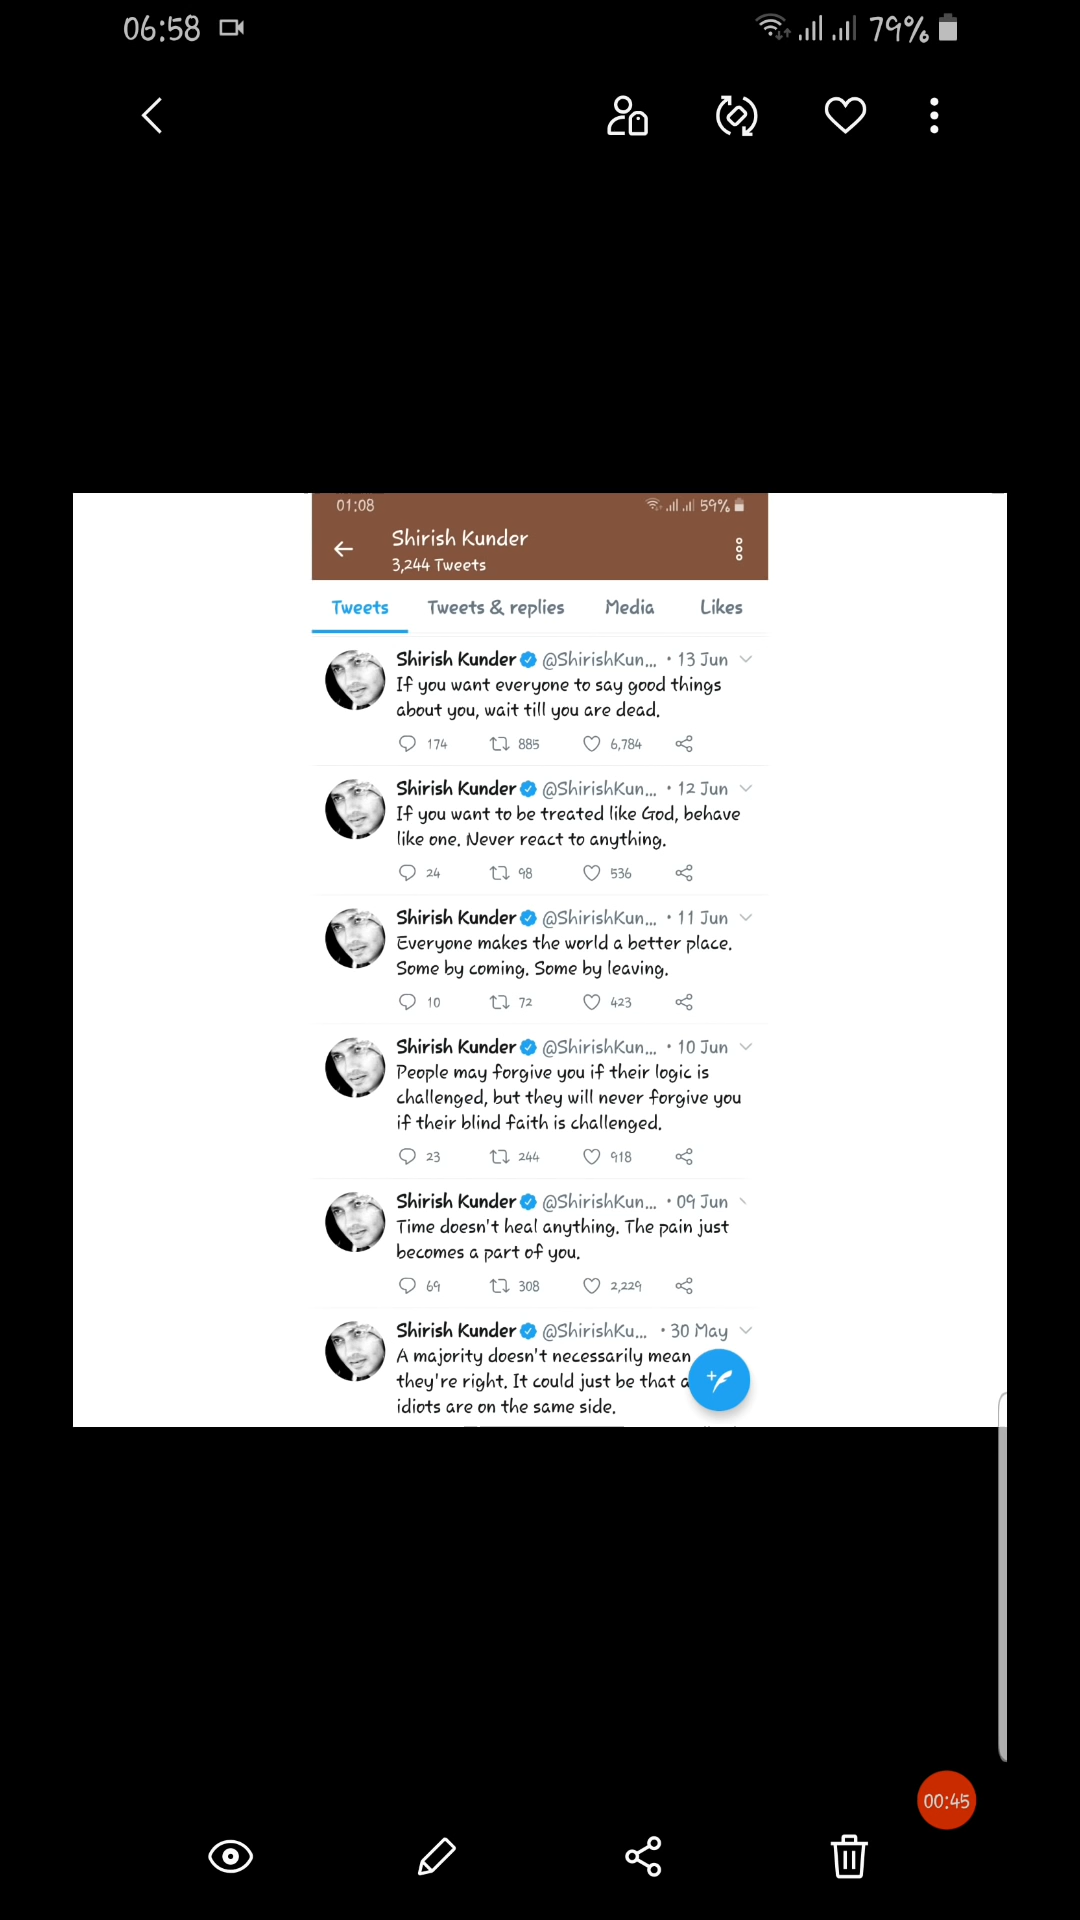 06:58
79%
01:08
59%
Shirish Kunder
3,244 Tweets
Tweets Tweets & replies Media Likes
Shirish Kunder @ShirishKun... • 13 Jun
If you want everyone to say good things
about you, wait till you are dead.
174 885 6,784
Shirish Kunder @ShirishKun... • 12 Jun
If you want to be treated like God, behave
like one. Never react to anything.
24 98 536
Shirish Kunder @ShirishKun... • 11 Jun
Everyone makes the world a better place.
Some by coming. Some by leaving.
10 72 423
Shirish Kunder @ShirishKun... • 10 Jun
People may forgive you if their logic is
challenged, but they will never forgive you
if their blind faith is challenged.
23 244 918
Shirish Kunder @ShirishKun... • 09 Jun
Time doesn't heal anything. The pain just
becomes a part of you.
69 308 2,229
Shirish Kunder @ShirishKu... • 30 May
A majority doesn't necessarily mean
they're right. It could just be that
idiots are on the same side.
00:45